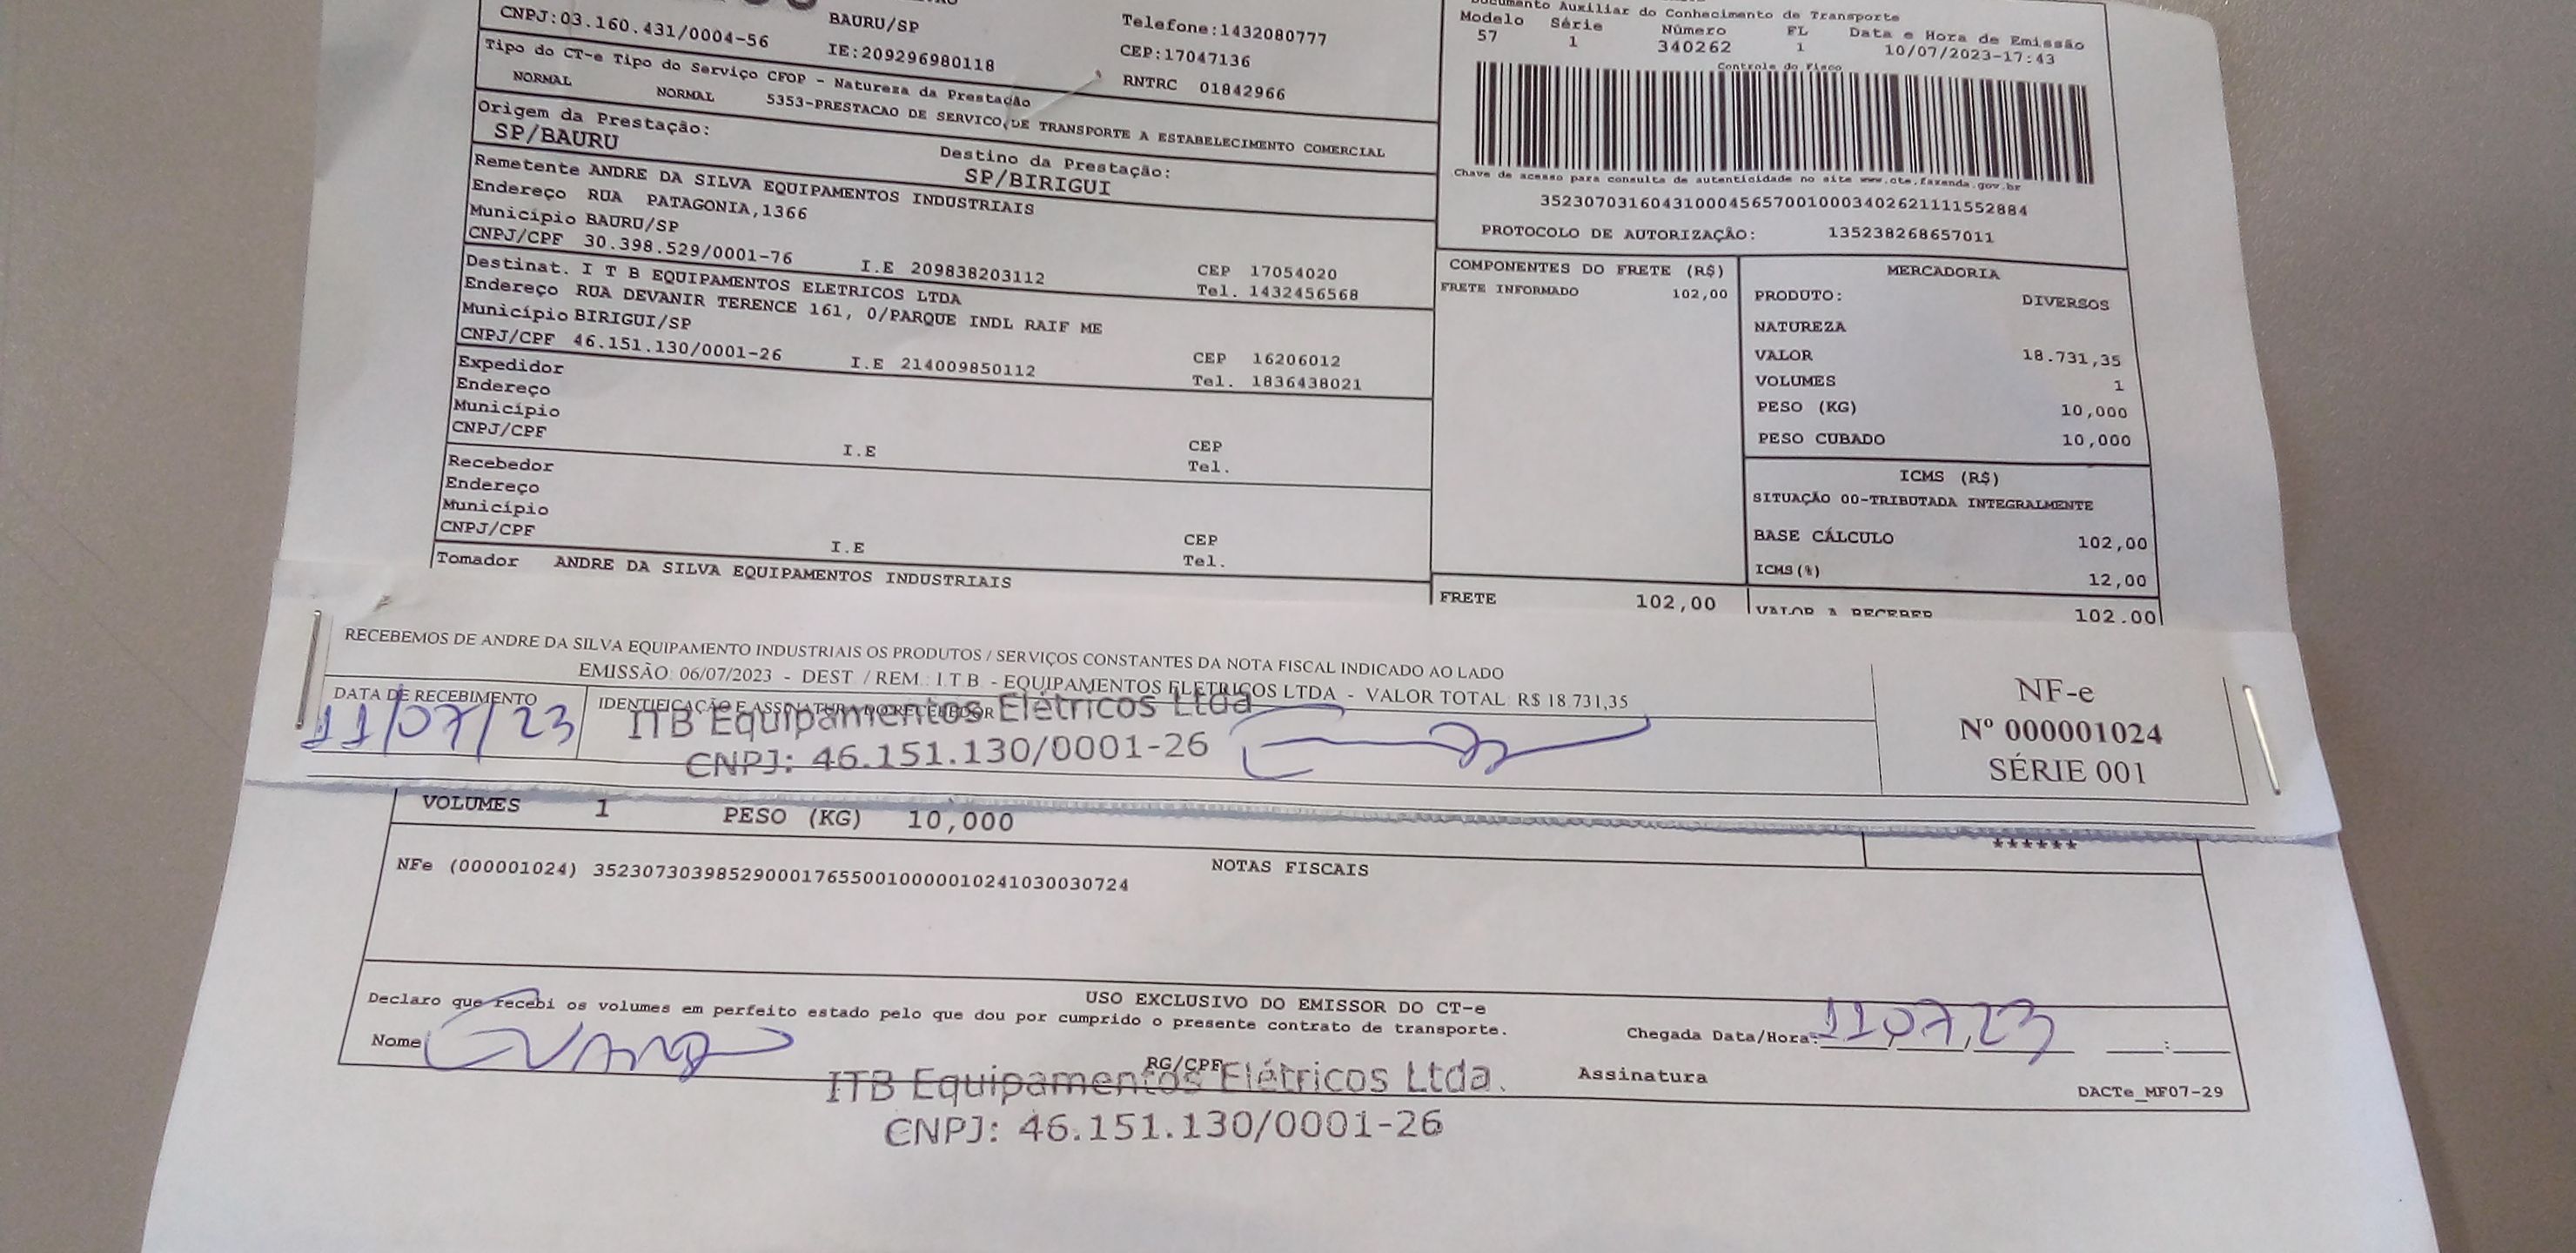 CNPJ:03.160.431/0004-56
BAURU/SP
IE:209296980118
Telefone:1432080777
CEP:17047136
RNTRC 01842966
Tipo do CT-e Tipo do Serviço CFOP - Natureza da Prestação
NORMAL NORMAL 5353-PRESTACAO DE SERVICO DE TRANSPORTE A ESTABELECIMENTO COMERCIAL
Origem da Prestação:
SP/BAURU
Destino da Prestação:
SP/BIRIGUI
Remetente ANDRE DA SILVA EQUIPAMENTOS INDUSTRIAIS
Endereço RUA PATAGONIA,1366
Município BAURU/SP
CNPJ/CPF 30.398.529/0001-76 I.E 209838203112
CEP 17054020
Tel. 1432456568
Destinat. I T B EQUIPAMENTOS ELETRICOS LTDA
Endereço RUA DEVANIR TERENCE 161, 0/PARQUE INDL RAIF ME
Município BIRIGUI/SP
CNPJ/CPF 46.151.130/0001-26 I.E 214009850112
CEP 16206012
Tel. 1836438021
Expedidor
Endereço
Município
CNPJ/CPF
I.E
CEP
Tel.
Recebedor
Endereço
Município
CNPJ/CPF
I.E
CEP
Tel.
Tomador ANDRE DA SILVA EQUIPAMENTOS INDUSTRIAIS
Documento Auxiliar do Conhecimento de Transporte
Modelo Série Número FL Data e Hora de Emissão
57 1 340262 1 10/07/2023-17:43
Controle do Fisco
Chave de acesso para consulta de autenticidade no site www.cte.fazenda.gov.br
35230703160431000456570010003402621111552884
PROTOCOLO DE AUTORIZAÇÃO: 135238268657011
COMPONENTES DO FRETE (R$)
FRETE INFORMADO 102,00
MERCADORIA
PRODUTO: DIVERSOS
NATUREZA
VALOR 18.731,35
VOLUMES 1
PESO (KG) 10,000
PESO CUBADO 10,000
ICMS (R$)
SITUAÇÃO 00-TRIBUTADA INTEGRALMENTE
BASE CÁLCULO 102,00
ICMS(%) 12,00
FRETE 102,00
VALOR A RECEBER 102.00
RECEBEMOS DE ANDRE DA SILVA EQUIPAMENTO INDUSTRIAIS OS PRODUTOS / SERVIÇOS CONSTANTES DA NOTA FISCAL INDICADO AO LADO
EMISSÃO: 06/07/2023 - DEST. / REM.: I.T.B. - EQUIPAMENTOS ELETRICOS LTDA - VALOR TOTAL: R$ 18.731,35
DATA DE RECEBIMENTO
11/07/23
IDENTIFICAÇÃO E ASSINATURA DO RECEBEDOR
ITB Equipamentos Elétricos Ltda
CNPJ: 46.151.130/0001-26
NF-e
Nº 000001024
SÉRIE 001
VOLUMES 1 PESO (KG) 10,000
******
NOTAS FISCAIS
NFe (000001024) 35230730398529000176550010000010241030030724
USO EXCLUSIVO DO EMISSOR DO CT-e
Declaro que recebi os volumes em perfeito estado pelo que dou por cumprido o presente contrato de transporte.
Nome
RG/CPF
Assinatura
Chegada Data/Hora: 11 07 23
ITB Equipamentos Elétricos Ltda.
CNPJ: 46.151.130/0001-26
DACTe_MF07-29